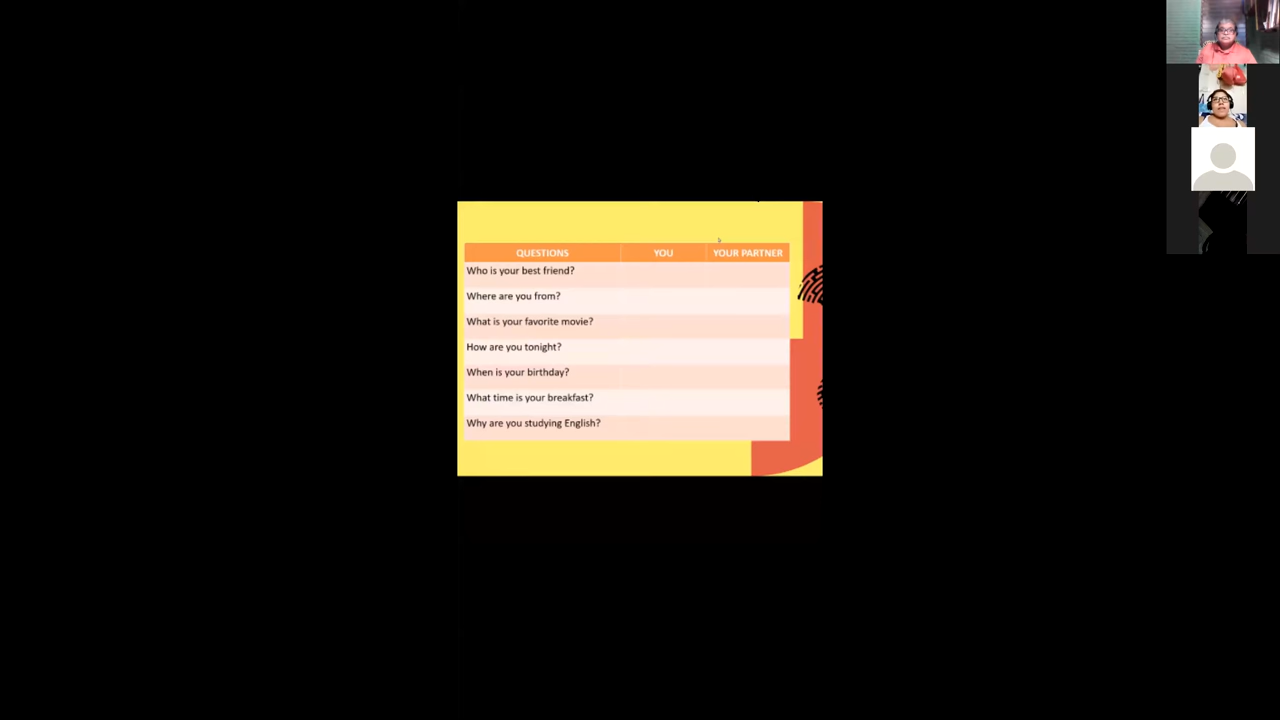 QUESTIONS YOU YOUR PARTNER
Who is your best friend?
Where are you from?
What is your favorite movie?
How are you tonight?
When is your birthday?
What time is your breakfast?
Why are you studying English?